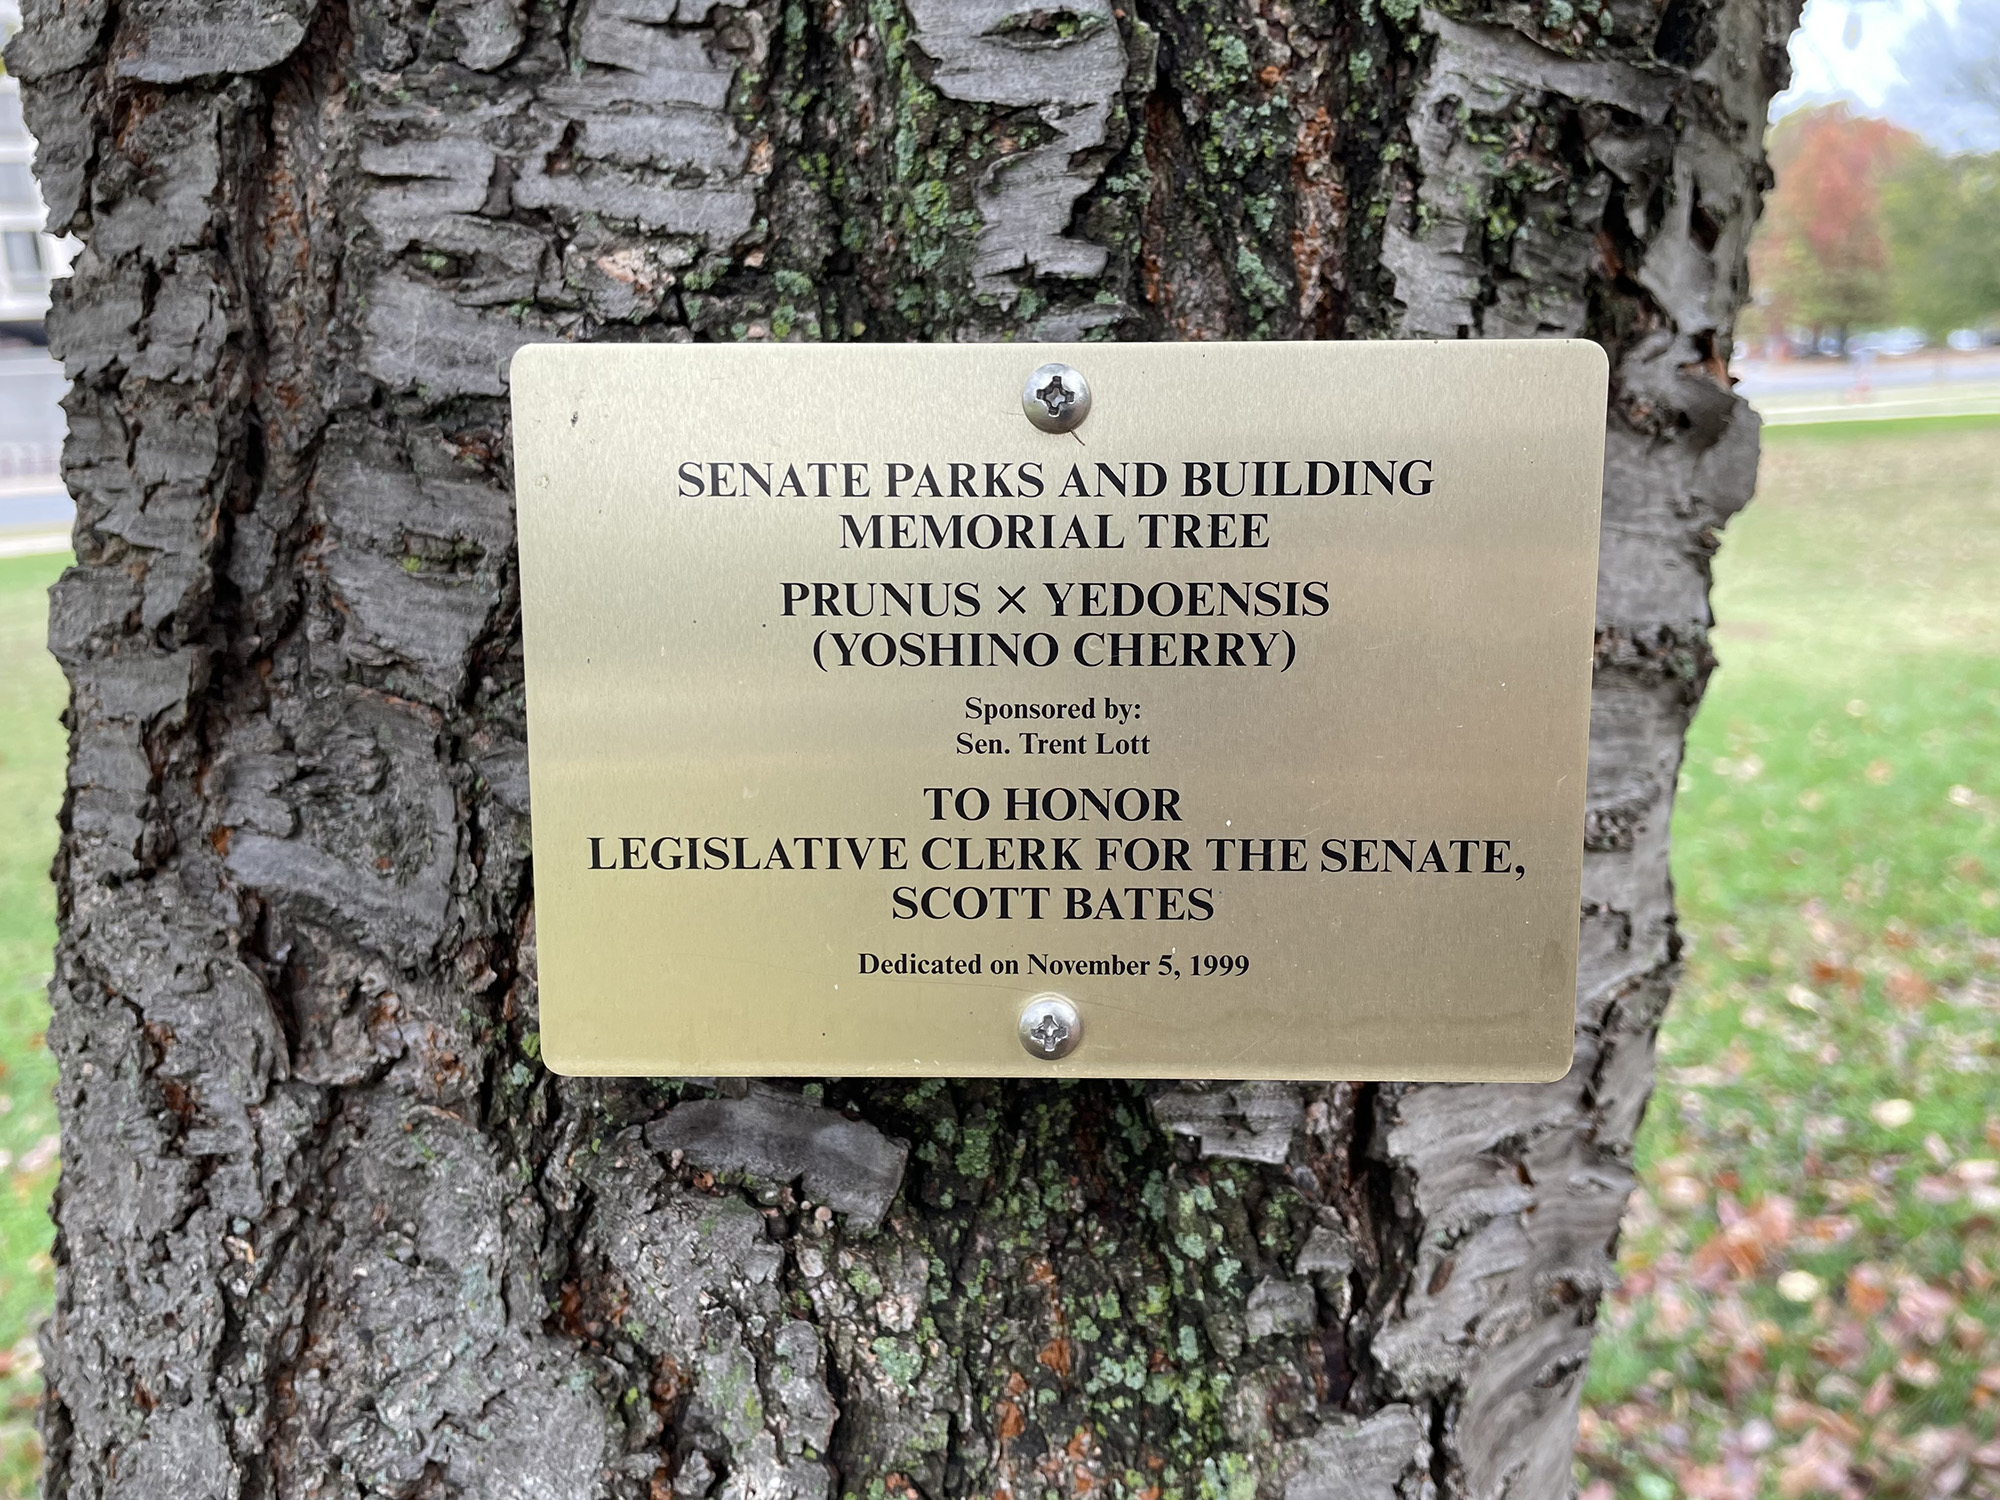 SENATE PARKS AND BUILDING
MEMORIAL TREE
PRUNUS × YEDOENSIS
(YOSHINO CHERRY)
Sponsored by:
Sen. Trent Lott
TO HONOR
LEGISLATIVE CLERK FOR THE SENATE,
SCOTT BATES
Dedicated on November 5, 1999